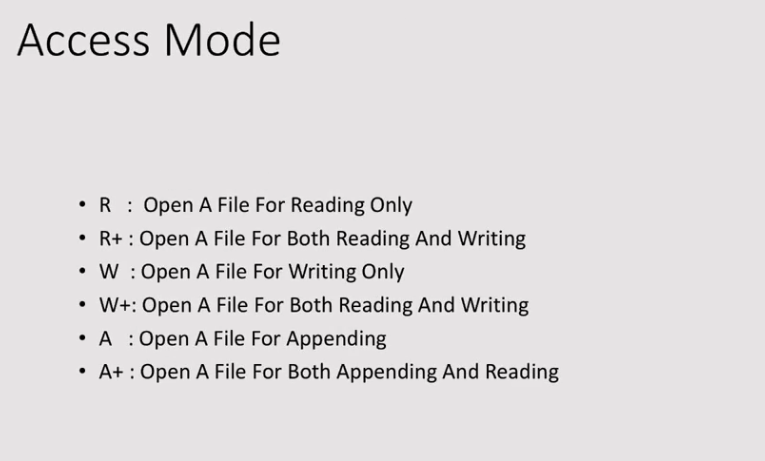 Access Mode
• R : Open A File For Reading Only
• R+ : Open A File For Both Reading And Writing
• W : Open A File For Writing Only
• W+: Open A File For Both Reading And Writing
• A : Open A File For Appending
• A+ : Open A File For Both Appending And Reading